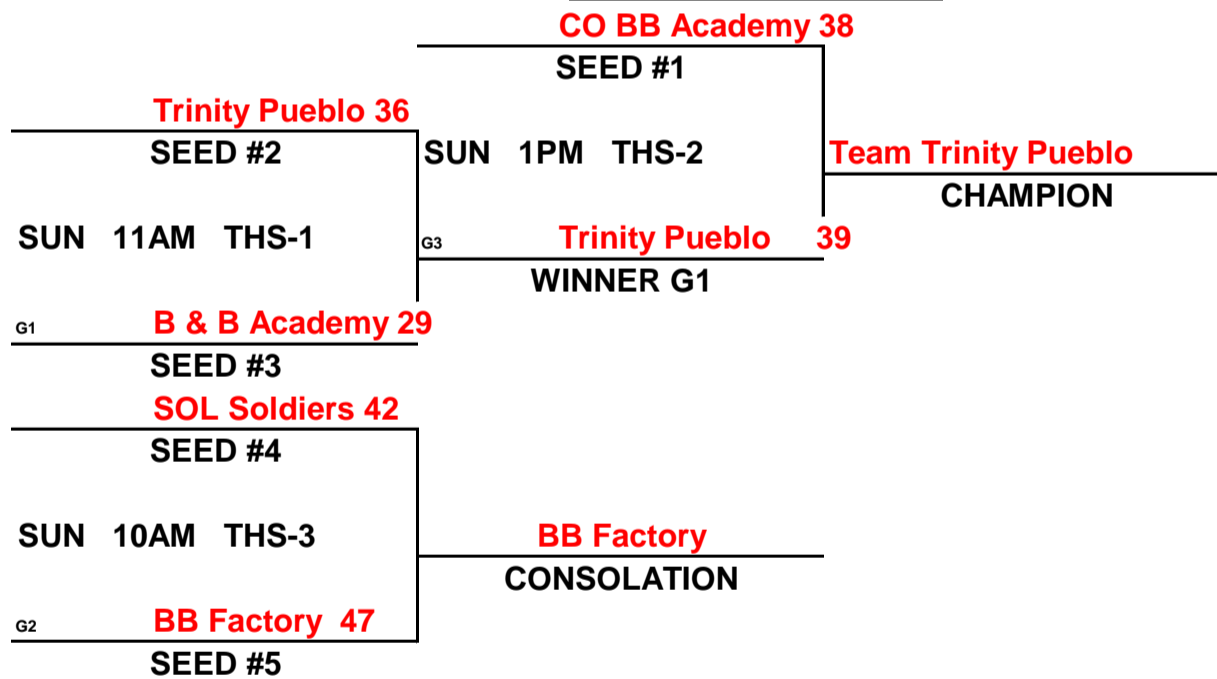 CO BB Academy 38
SEED #1
Trinity Pueblo 36
SEED #2
SUN 1PM THS-2
Team Trinity Pueblo
CHAMPION
SUN 11AM THS-1
G3 Trinity Pueblo 39
WINNER G1
G1 B & B Academy 29
SEED #3
SOL Soldiers 42
SEED #4
SUN 10AM THS-3
BB Factory
CONSOLATION
G2 BB Factory 47
SEED #5